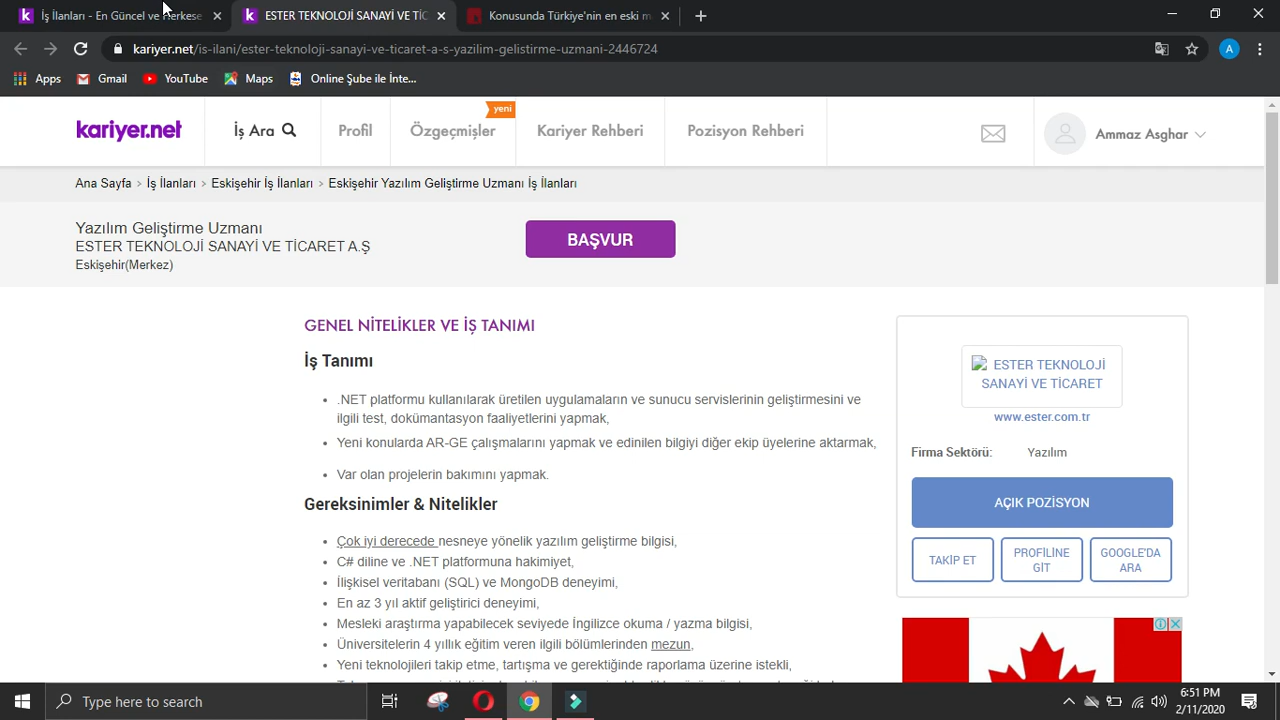 İş İlanları - En Güncel ve Herkese
ESTER TEKNOLOJİ SANAYİ VE TİC
Konusunda Türkiye'nin en eski m
kariyer.net/is-ilani/ester-teknoloji-sanayi-ve-ticaret-a-s-yazilim-gelistirme-uzmani-2446724
A
Apps
Gmail
YouTube
Maps
Online Şube ile İnte...
kariyer.net
İş Ara
Profil
yeni
Özgeçmişler
Kariyer Rehberi
Pozisyon Rehberi
Ammaz Asghar
Ana Sayfa > İş İlanları > Eskişehir İş İlanları > Eskişehir Yazılım Geliştirme Uzmanı İş İlanları
Yazılım Geliştirme Uzmanı
ESTER TEKNOLOJİ SANAYİ VE TİCARET A.Ş
Eskişehir(Merkez)
BAŞVUR
GENEL NİTELİKLER VE İŞ TANIMI
İş Tanımı
• .NET platformu kullanılarak üretilen uygulamaların ve sunucu servislerinin geliştirmesini ve
ilgili test, dokümantasyon faaliyetlerini yapmak,
• Yeni konularda AR-GE çalışmalarını yapmak ve edinilen bilgiyi diğer ekip üyelerine aktarmak,
• Var olan projelerin bakımını yapmak.
Gereksinimler & Nitelikler
• Çok iyi derecede nesneye yönelik yazılım geliştirme bilgisi,
• C# diline ve .NET platformuna hakimiyet,
• İlişkisel veritabanı (SQL) ve MongoDB deneyimi,
• En az 3 yıl aktif geliştirici deneyimi,
• Mesleki araştırma yapabilecek seviyede İngilizce okuma / yazma bilgisi,
• Üniversitelerin 4 yıllık eğitim veren ilgili bölümlerinden mezun,
• Yeni teknolojileri takip etme, tartışma ve gerektiğinde raporlama üzerine istekli,
ESTER TEKNOLOJİ
SANAYİ VE TİCARET
www.ester.com.tr
Firma Sektörü: Yazılım
AÇIK POZİSYON
TAKİP ET
PROFİLİNE
GİT
GOOGLE'DA
ARA
Type here to search
6:51 PM
2/11/2020